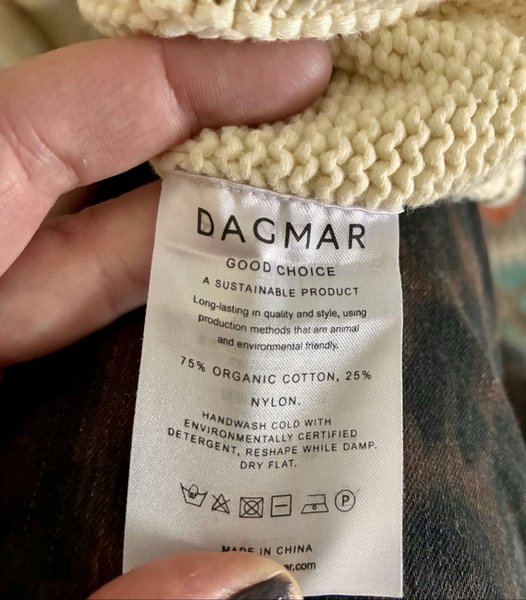 DAGMAR
GOOD CHOICE
A SUSTAINABLE PRODUCT
Long-lasting in quality and style, using
production methods that are animal
and environmental friendly.
75% ORGANIC COTTON, 25%
NYLON.
HANDWASH COLD WITH
ENVIRONMENTALLY CERTIFIED
DETERGENT, RESHAPE WHILE DAMP.
DRY FLAT.
P
MADE IN CHINA
mar.com